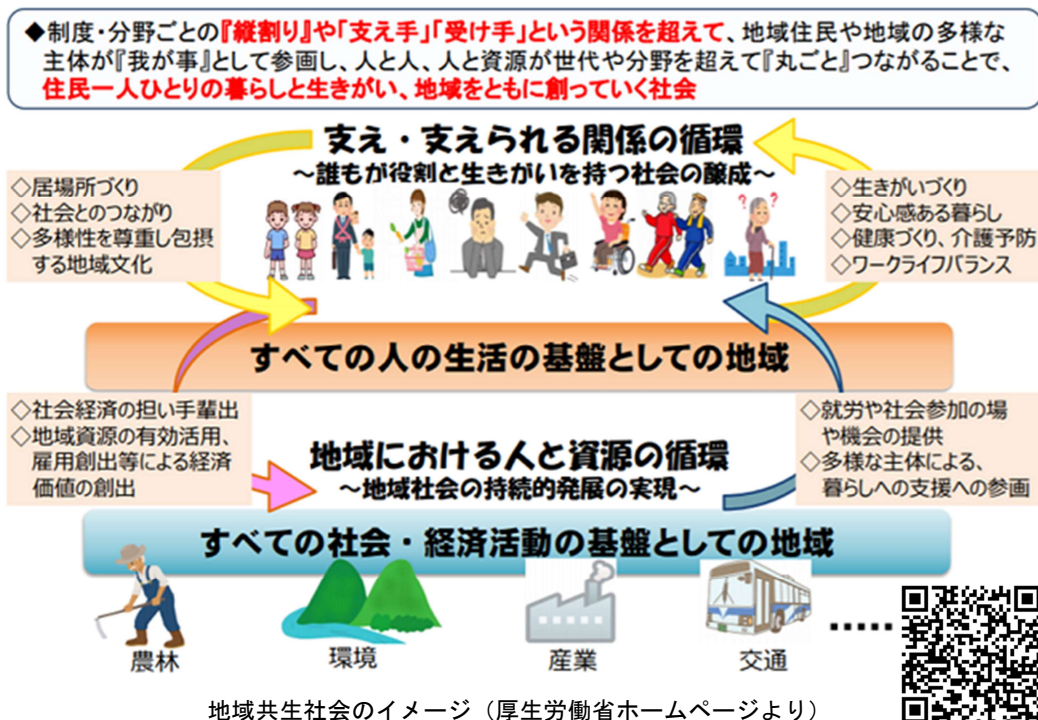 ◆制度・分野ごとの『縦割り』や「支え手」「受け手」という関係を超えて、地域住民や地域の多様な
主体が『我が事』として参画し、人と人、人と資源が世代や分野を超えて『丸ごと』つながることで、
住民一人ひとりの暮らしと生きがい、地域をともに創っていく社会
支え・支えられる関係の循環
～誰もが役割と生きがいを持つ社会の醸成～
◇居場所づくり
◇社会とのつながり
◇多様性を尊重し包摂
する地域文化
◇生きがいづくり
◇安心感ある暮らし
◇健康づくり、介護予防
◇ワークライフバランス
? ?
すべての人の生活の基盤としての地域
◇社会経済の担い手輩出
◇地域資源の有効活用、
雇用創出等による経済
価値の創出
地域における人と資源の循環
～地域社会の持続的発展の実現～
◇就労や社会参加の場
や機会の提供
◇多様な主体による、
暮らしへの支援への参画
すべての社会・経済活動の基盤としての地域
農林
環境
産業
交通
……
地域共生社会のイメージ（厚生労働省ホームページより）